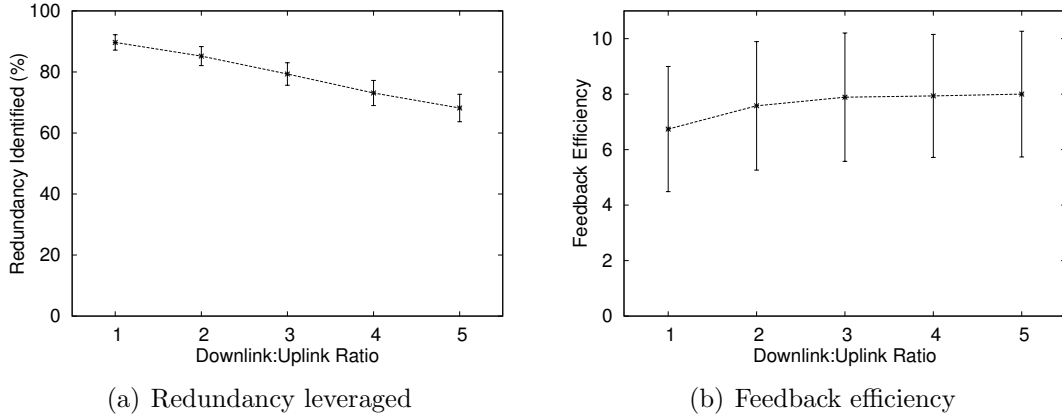 100
80
60
40
20
0
Redundancy Identified (%)
1 2 3 4 5
Downlink:Uplink Ratio
(a) Redundancy leveraged
10
8
6
4
2
0
Feedback Efficiency
1 2 3 4 5
Downlink:Uplink Ratio
(b) Feedback efficiency